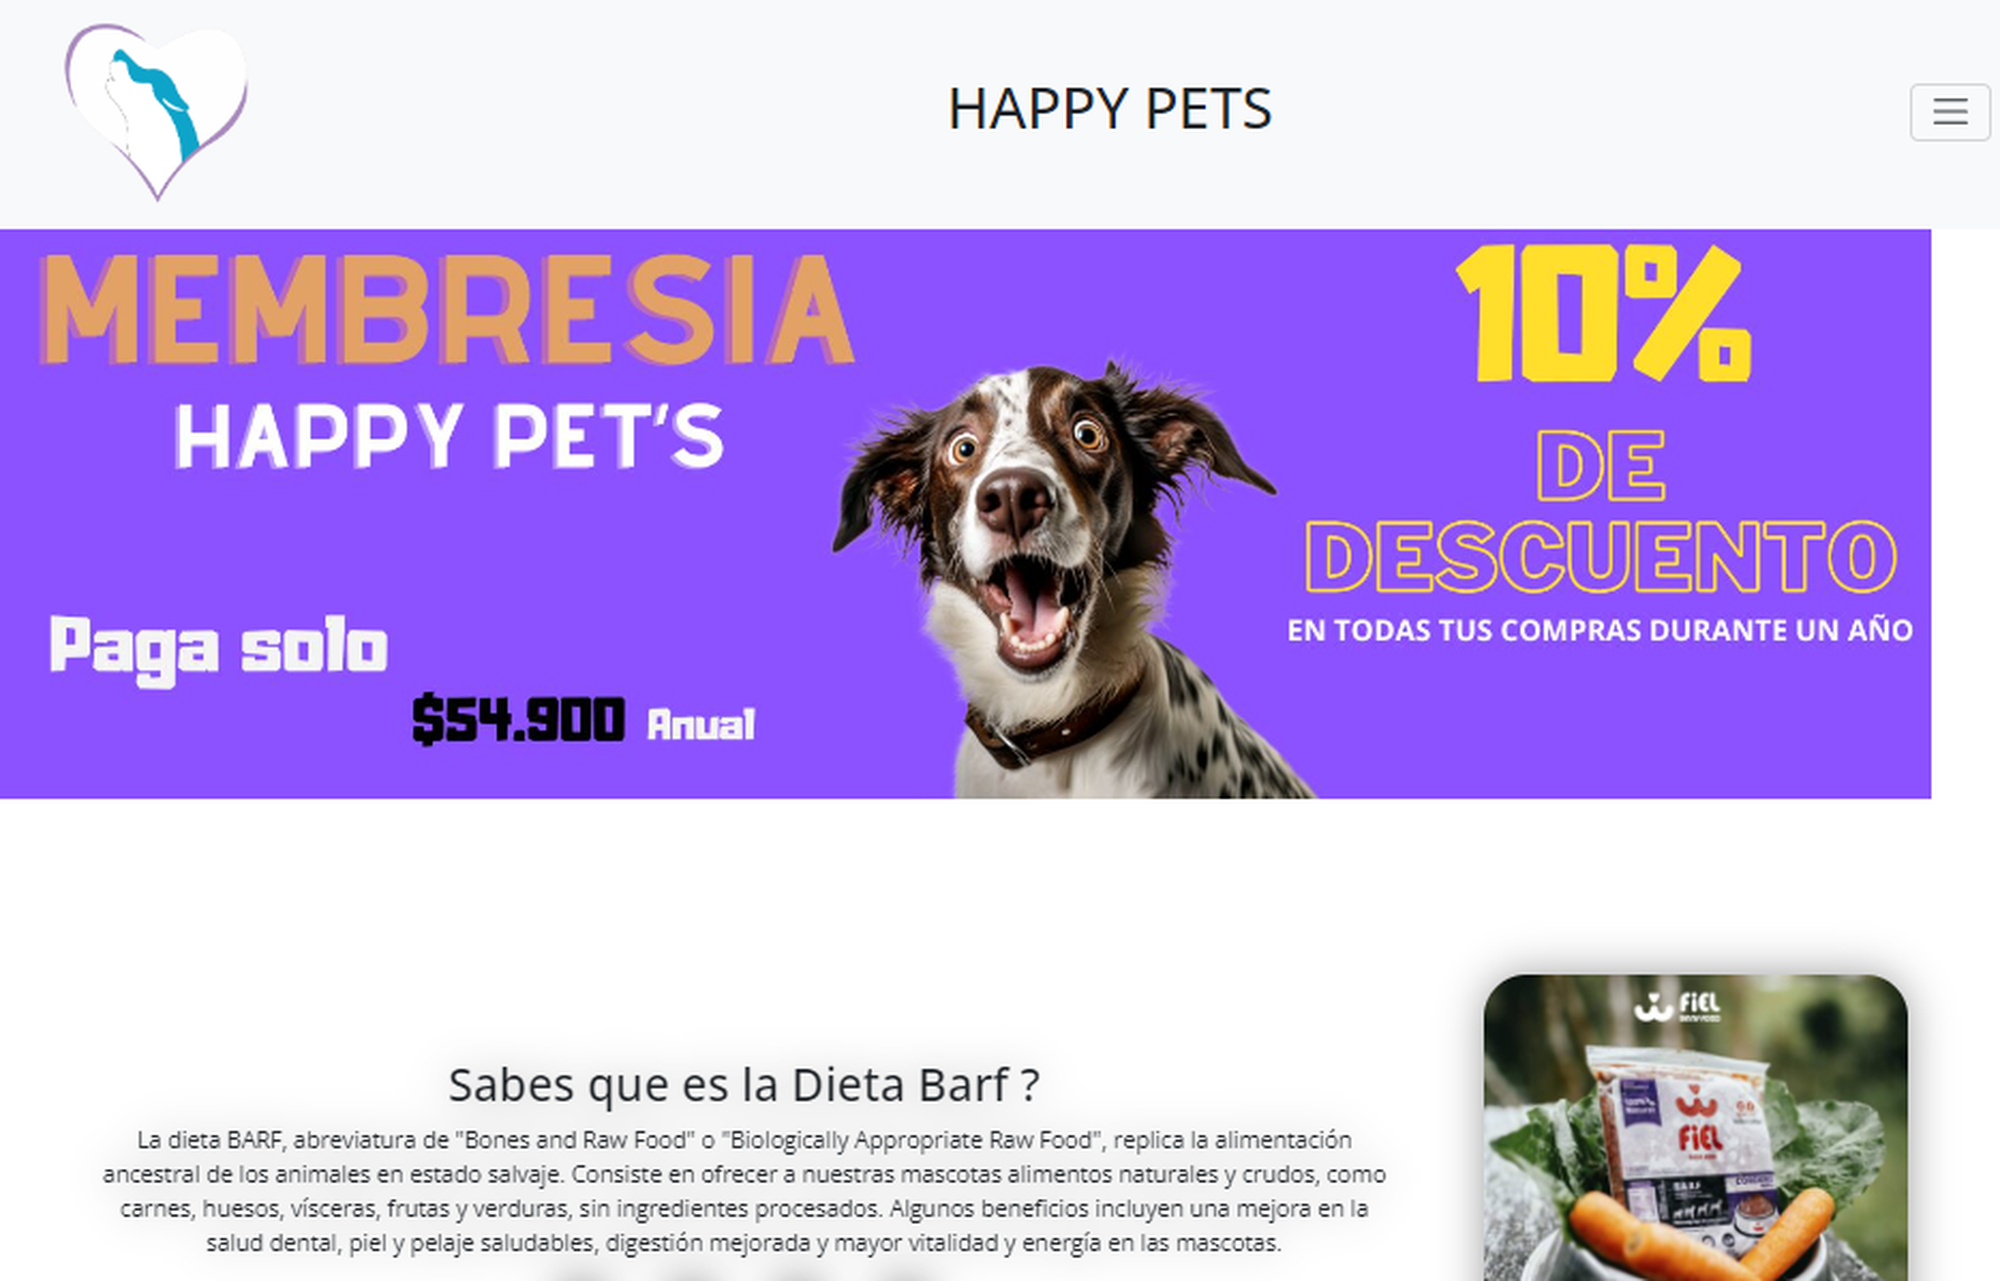 HAPPY PETS
MEMBRESIA
HAPPY PET'S
Paga solo
$54.900 Anual
10%
DE
DESCUENTO
EN TODAS TUS COMPRAS DURANTE UN AÑO
Sabes que es la Dieta Barf ?
La dieta BARF, abreviatura de "Bones and Raw Food" o "Biologically Appropriate Raw Food", replica la alimentación
ancestral de los animales en estado salvaje. Consiste en ofrecer a nuestras mascotas alimentos naturales y crudos, como
carnes, huesos, vísceras, frutas y verduras, sin ingredientes procesados. Algunos beneficios incluyen una mejora en la
salud dental, piel y pelaje saludables, digestión mejorada y mayor vitalidad y energía en las mascotas.
FiEL
FiEL
BARF